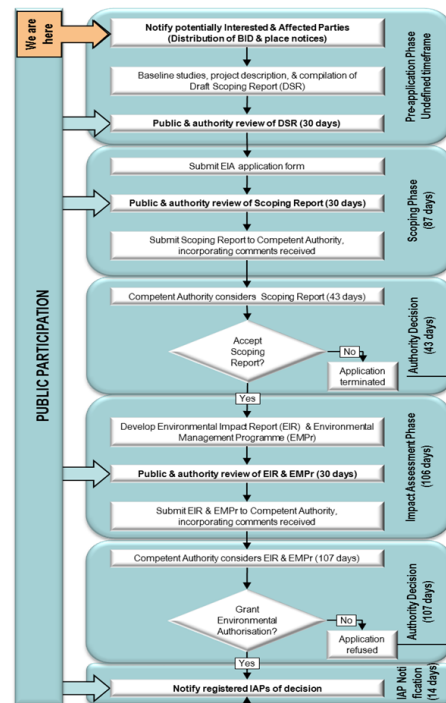 We are
here
PUBLIC PARTICIPATION
Notify potentially Interested & Affected Parties
(Distribution of BID & place notices)
Baseline studies, project description, & compilation of
Draft Scoping Report (DSR)
Public & authority review of DSR (30 days)
Pre-application Phase
Undefined timeframe
Submit EIA application form
Public & authority review of Scoping Report (30 days)
Submit Scoping Report to Competent Authority,
incorporating comments received
Scoping Phase
(87 days)
Competent Authority considers Scoping Report (43 days)
Accept
Scoping
Report?
No
Application
terminated
Yes
Authority Decision
(43 days)
Develop Environmental Impact Report (EIR) & Environmental
Management Programme (EMPr)
Public & authority review of EIR & EMPr (30 days)
Submit EIR & EMPr to Competent Authority,
incorporating comments received
Impact Assessment Phase
(106 days)
Competent Authority considers EIR & EMPr (107 days)
Grant
Environmental
Authorisation?
No
Application
refused
Yes
Authority Decision
(107 days)
Notify registered IAPs of decision
IAP Noti
fication
(14 days)